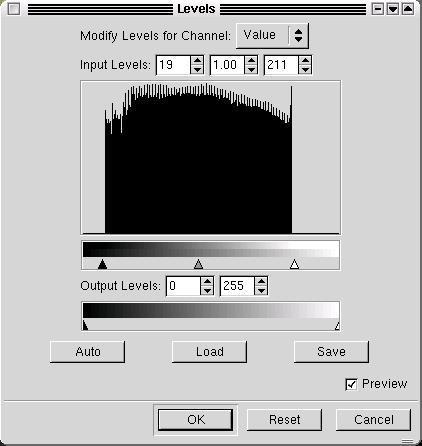 Levels
Modify Levels for Channel: Value
Input Levels: 19 1.00 211
Output Levels: 0 255
Auto Load Save
Preview
OK Reset Cancel